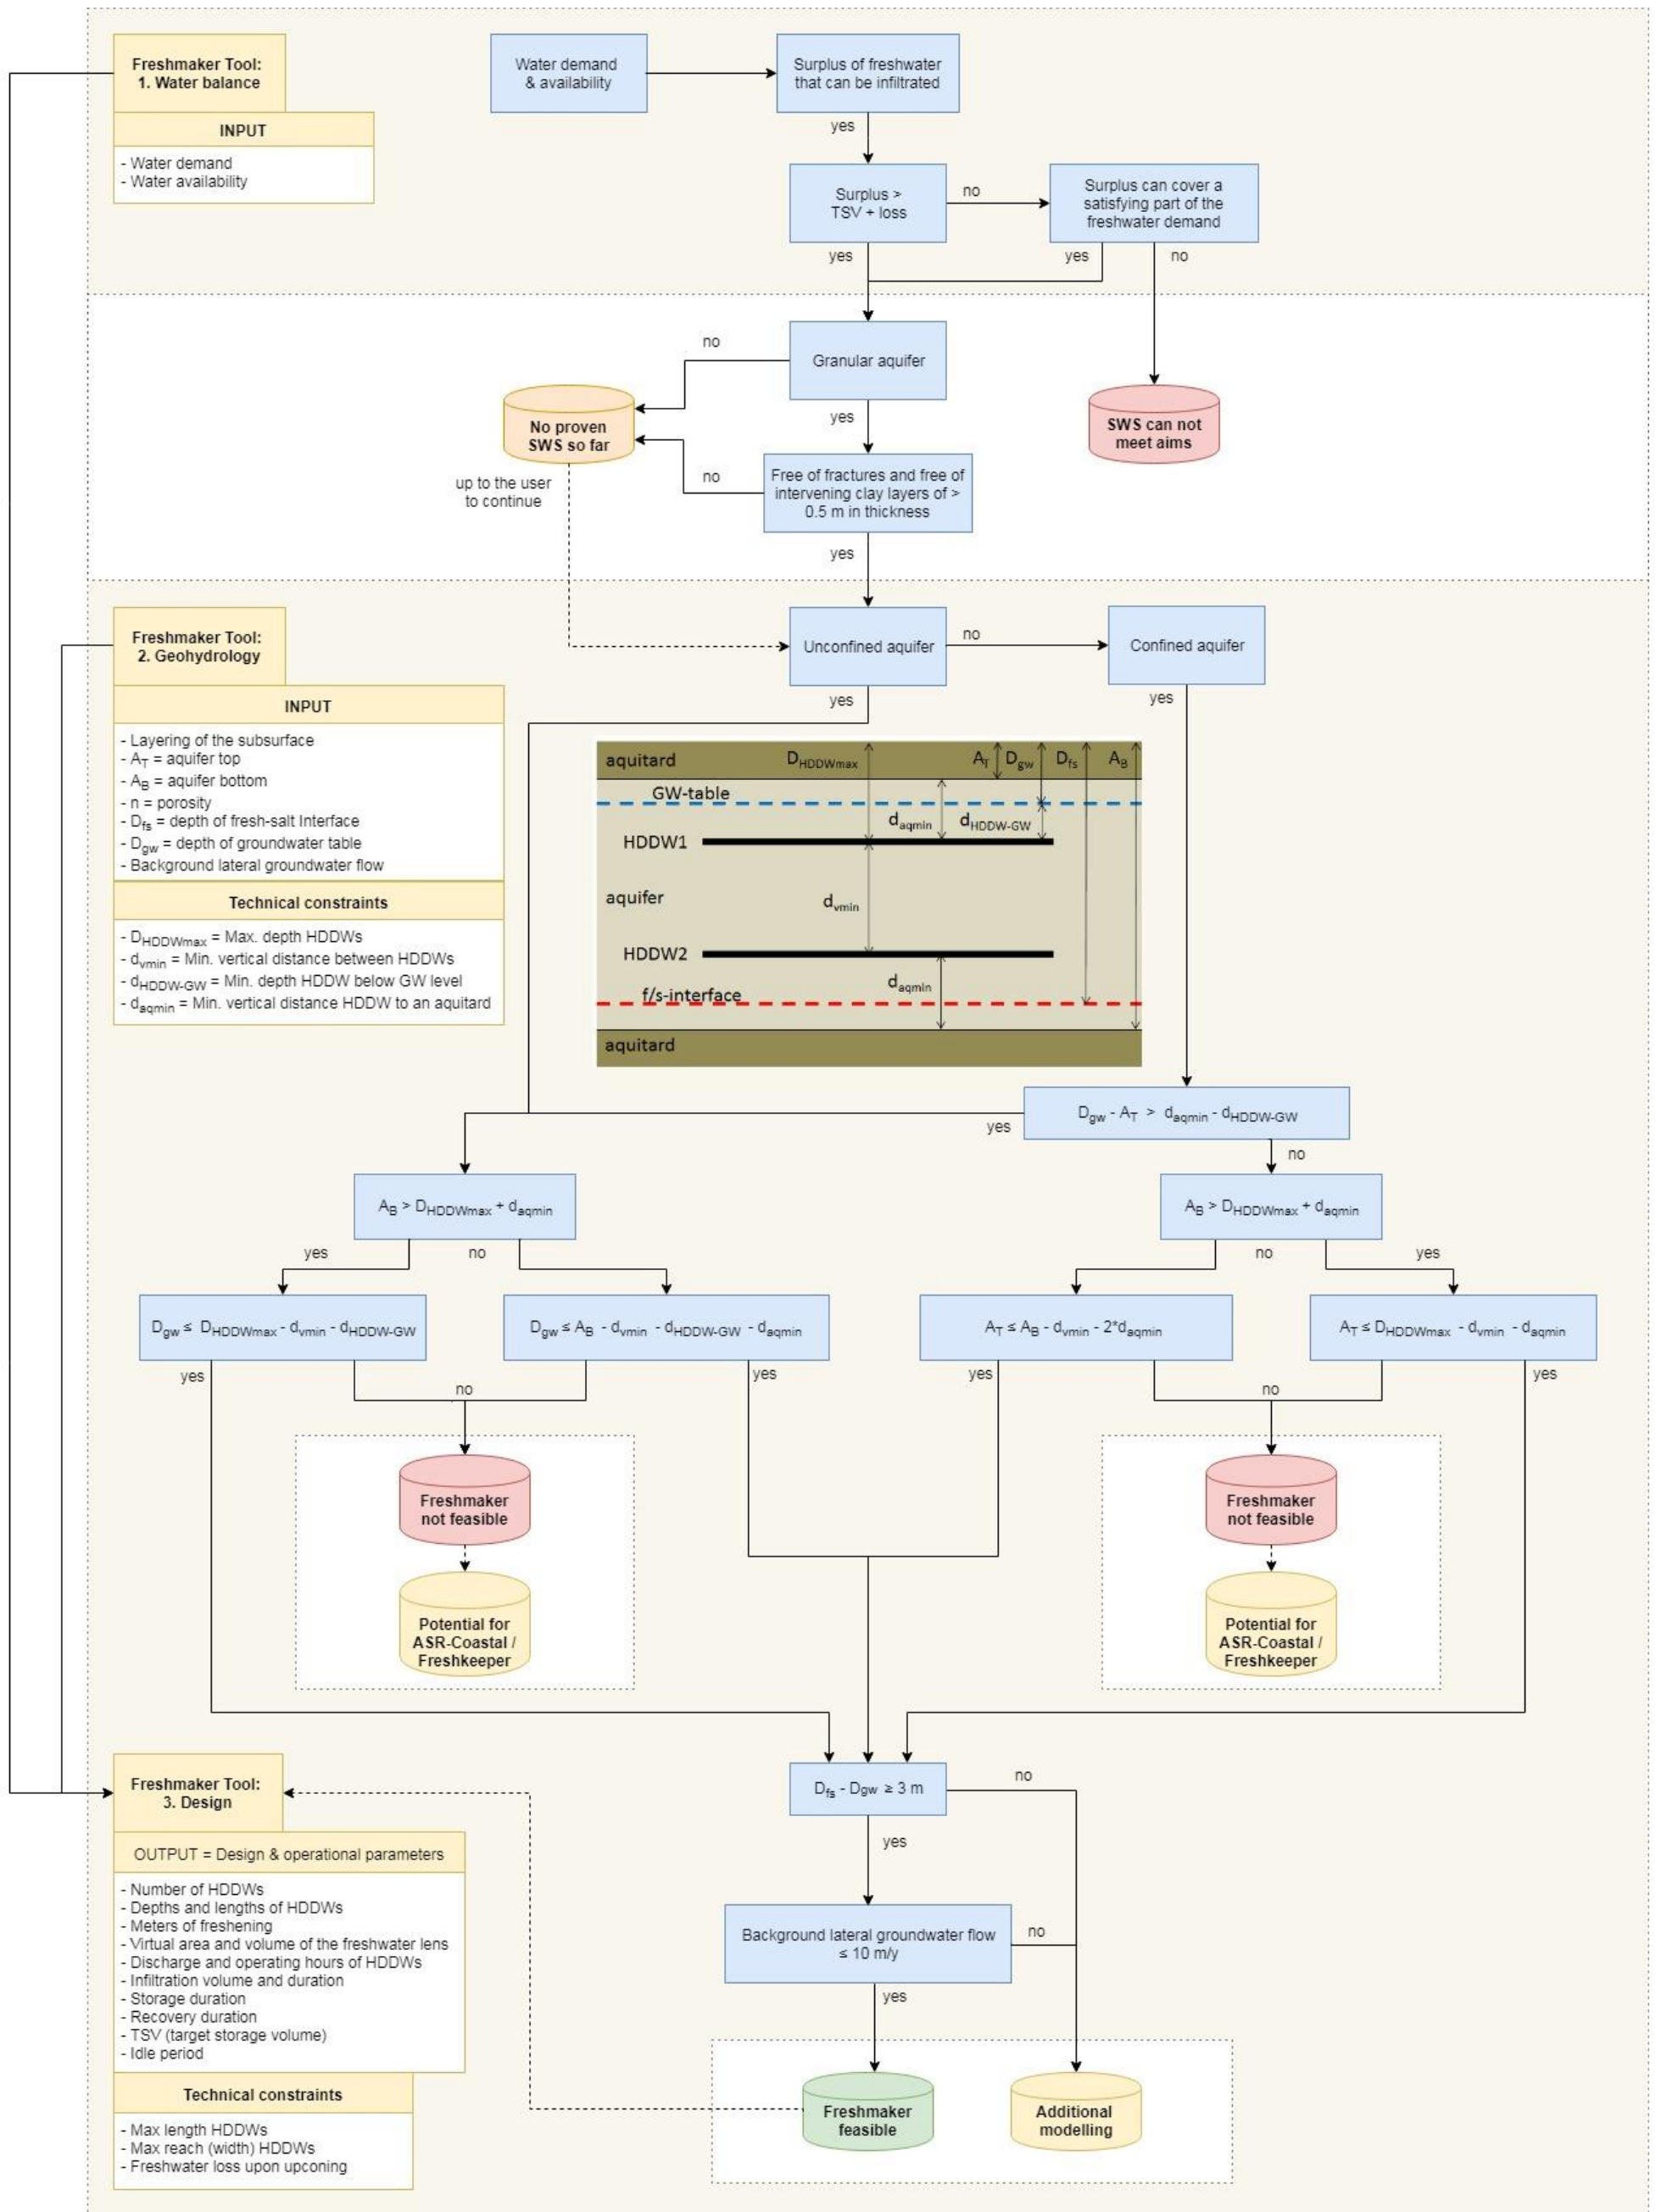 Freshmaker Tool:
1. Water balance
INPUT
- Water demand
- Water availability
Water demand
& availability
Surplus of freshwater
that can be infiltrated
yes
Surplus >
TSV + loss
no
Surplus can cover a
satisfying part of the
freshwater demand
yes
yes
no
Granular aquifer
no
yes
No proven
SWS so far
SWS can not
meet aims
up to the user
to continue
no
Free of fractures and free of
intervening clay layers of >
0.5 m in thickness
yes
Freshmaker Tool:
2. Geohydrology
INPUT
- Layering of the subsurface
- A_T = aquifer top
- A_B = aquifer bottom
- n = porosity
- D_fs = depth of fresh-salt Interface
- D_gw = depth of groundwater table
- Background lateral groundwater flow
Technical constraints
- D_HDDWmax = Max. depth HDDWs
- d_vmin = Min. vertical distance between HDDWs
- d_HDDW-GW = Min. depth HDDW below GW level
- d_aqmin = Min. vertical distance HDDW to an aquitard
Unconfined aquifer
no
Confined aquifer
yes
yes
aquitard D_HDDWmax A_T D_gw D_fs A_B
GW-table
d_aqmin d_HDDW-GW
HDDW1
aquifer
d_vmin
HDDW2
d_aqmin
f/s-interface
aquitard
D_gw - A_T > d_aqmin - d_HDDW-GW
yes
no
A_B > D_HDDWmax + d_aqmin
yes
no
A_B > D_HDDWmax + d_aqmin
no
yes
D_gw ≤ D_HDDWmax - d_vmin - d_HDDW-GW
D_gw ≤ A_B - d_vmin - d_HDDW-GW - d_aqmin
A_T ≤ A_B - d_vmin - 2*d_aqmin
A_T ≤ D_HDDWmax - d_vmin - d_aqmin
yes
no
yes
yes
no
yes
Freshmaker
not feasible
Potential for
ASR-Coastal /
Freshkeeper
Freshmaker
not feasible
Potential for
ASR-Coastal /
Freshkeeper
Freshmaker Tool:
3. Design
OUTPUT = Design & operational parameters
- Number of HDDWs
- Depths and lengths of HDDWs
- Meters of freshening
- Virtual area and volume of the freshwater lens
- Discharge and operating hours of HDDWs
- Infiltration volume and duration
- Storage duration
- Recovery duration
- TSV (target storage volume)
- Idle period
Technical constraints
- Max length HDDWs
- Max reach (width) HDDWs
- Freshwater loss upon upconing
D_fs - D_gw ≥ 3 m
no
yes
Background lateral groundwater flow
≤ 10 m/y
no
yes
Freshmaker
feasible
Additional
modelling